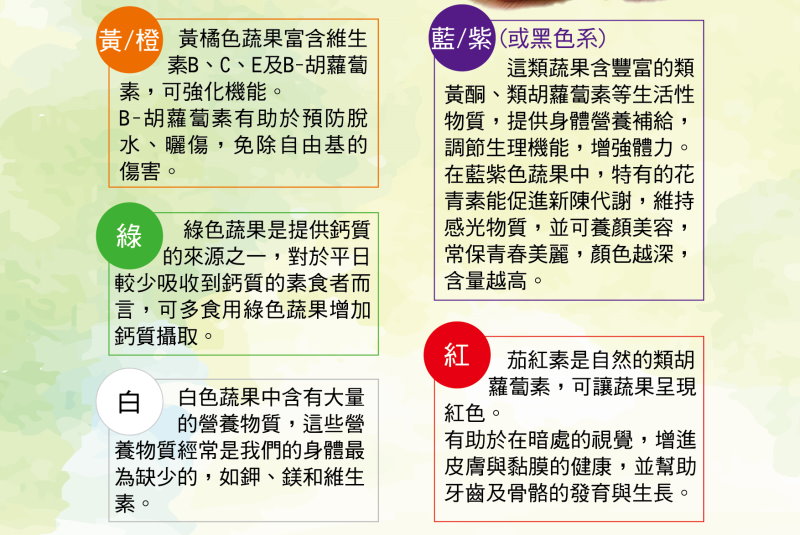 黃/橙
黃橘色蔬果富含維生
素B、C、E及B-胡蘿蔔
素，可強化機能。
B-胡蘿蔔素有助於預防脫
水、曬傷，免除自由基的
傷害。
綠
綠色蔬果是提供鈣質
的來源之一，對於平日
較少吸收到鈣質的素食者而
言，可多食用綠色蔬果增加
鈣質攝取。
白
白色蔬果中含有大量
的營養物質，這些營
養物質經常是我們的身體最
為缺少的，如鉀、鎂和維生
素。
藍/紫(或黑色系)
這類蔬果含豐富的類
黃酮、類胡蘿蔔素等生活性
物質，提供身體營養補給，
調節生理機能，增強體力。
在藍紫色蔬果中，特有的花
青素能促進新陳代謝，維持
感光物質，並可養顏美容，
常保青春美麗，顏色越深，
含量越高。
紅
茄紅素是自然的類胡
蘿蔔素，可讓蔬果呈現
紅色。
有助於在暗處的視覺，增進
皮膚與黏膜的健康，並幫助
牙齒及骨骼的發育與生長。